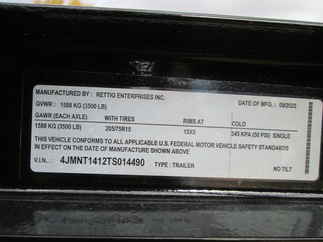 MANUFACTURED BY : RETTIG ENTERPRISES INC.
DATE OF MFG. : 09/2022
GVWR : 1588 KG (3500 LB)
GAWR (EACH AXLE) WITH TIRES RIMS AT COLD
1588 KG (3500 LB) 205/75R15 15X5 345 KPA (50 PSI) SINGLE
THIS VEHICLE CONFORMS TO ALL APPLICABLE U.S. FEDERAL MOTOR VEHICLE SAFETY STANDARDS
IN EFFECT ON THE DATE OF MANUFACTURE SHOWN ABOVE
V.I.N. : 4JMNT1412TS014490 TYPE : TRAILER NO TILT